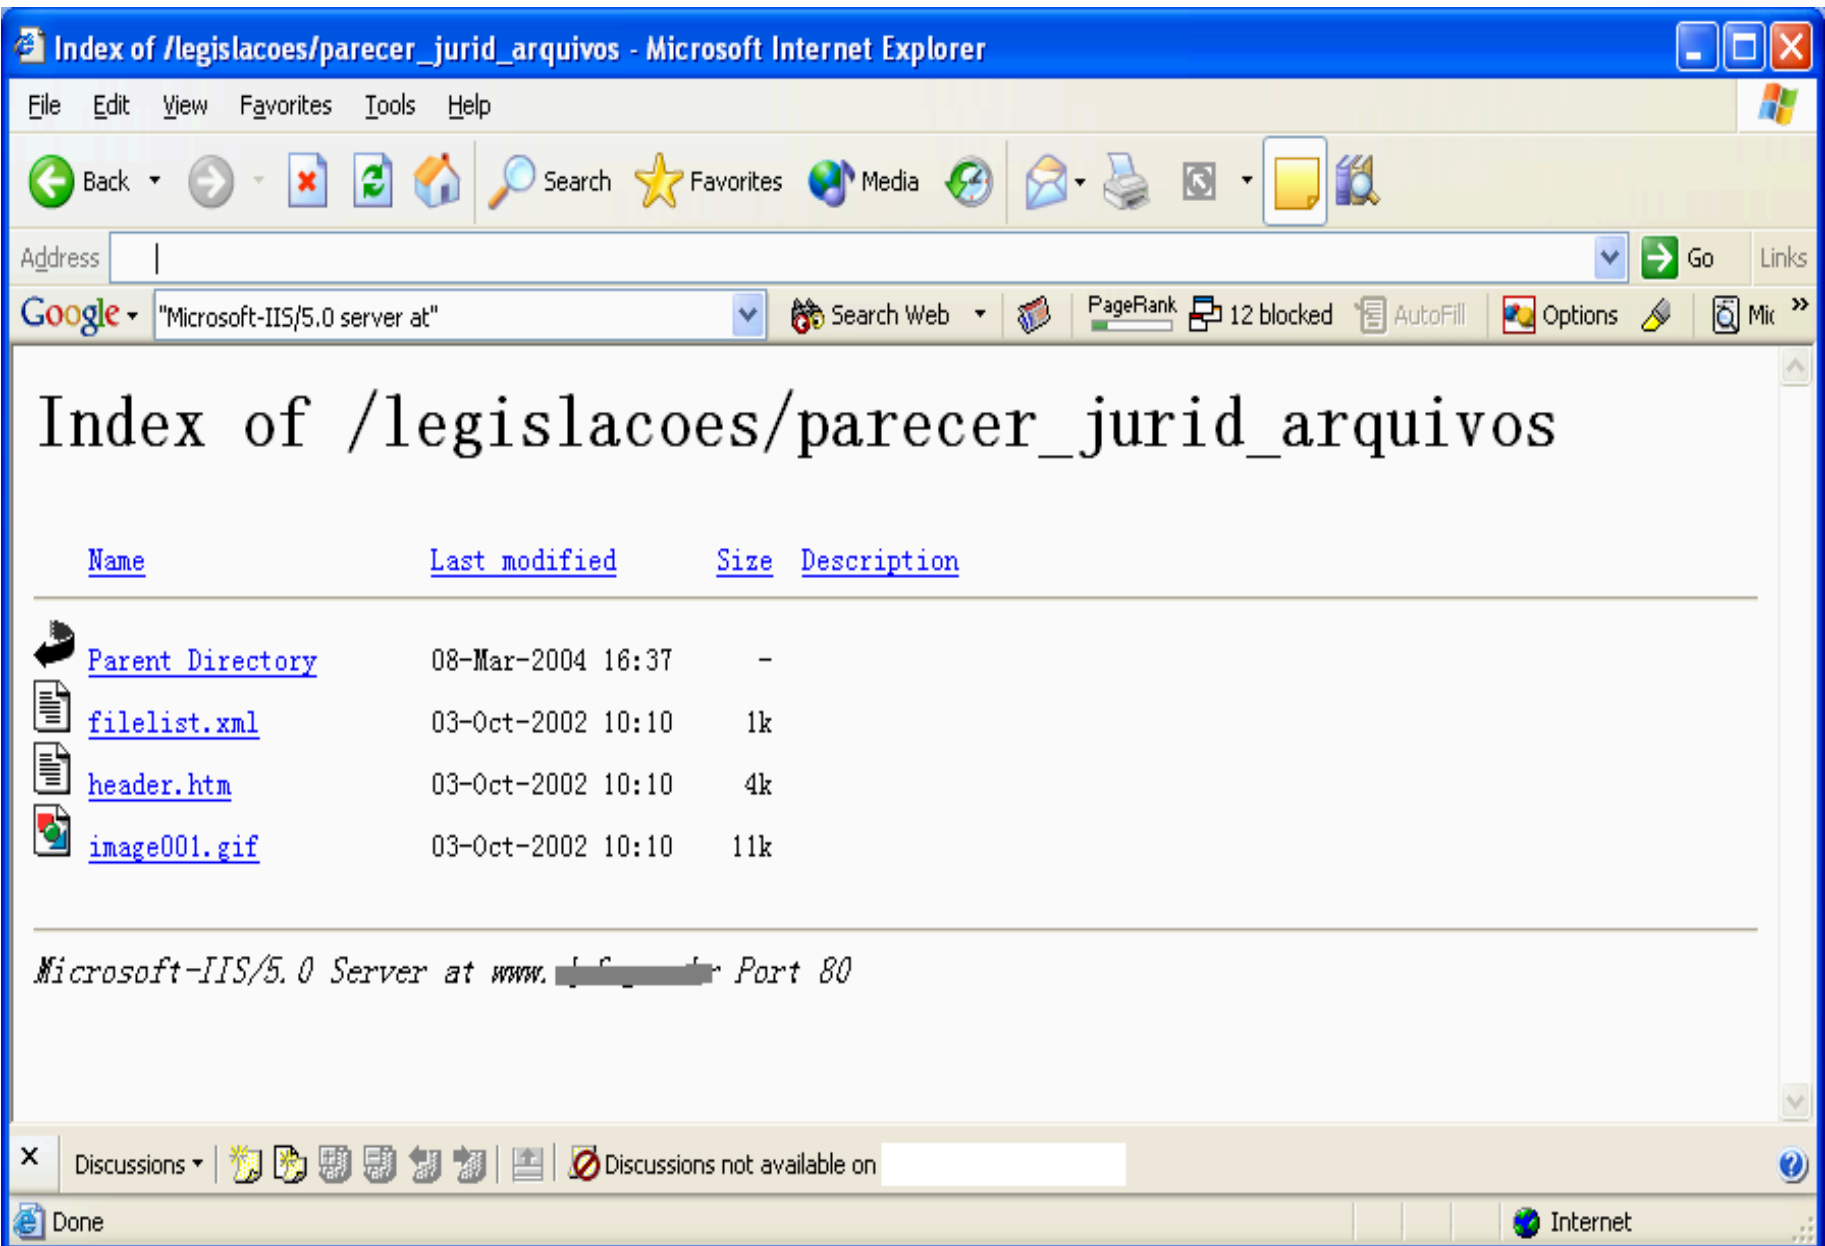 Index of /legislacoes/parecer_jurid_arquivos - Microsoft Internet Explorer
File Edit View Favorites Tools Help
Back Search Favorites Media
Address Go Links
Google "Microsoft-IIS/5.0 server at" Search Web PageRank 12 blocked AutoFill Options Mic »
Index of /legislacoes/parecer_jurid_arquivos
Name Last modified Size Description
Parent Directory 08-Mar-2004 16:37 -
filelist.xml 03-Oct-2002 10:10 1k
header.htm 03-Oct-2002 10:10 4k
image001.gif 03-Oct-2002 10:10 11k
Microsoft-IIS/5.0 Server at www. Port 80
X Discussions Discussions not available on
Done Internet